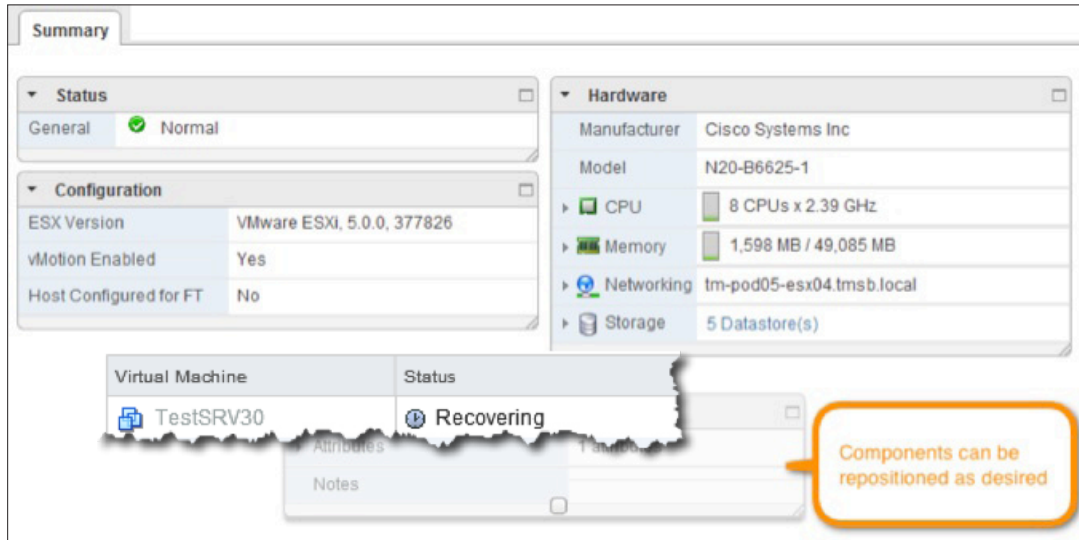 Summary
Status
General Normal
Configuration
ESX Version VMware ESXi, 5.0.0, 377826
vMotion Enabled Yes
Host Configured for FT No
Hardware
Manufacturer Cisco Systems Inc
Model N20-B6625-1
CPU 8 CPUs x 2.39 GHz
Memory 1,598 MB / 49,085 MB
Networking tm-pod05-esx04.tmsb.local
Storage 5 Datastore(s)
Virtual Machine Status
TestSRV30 Recovering
Attributes
Notes
Components can be
repositioned as desired